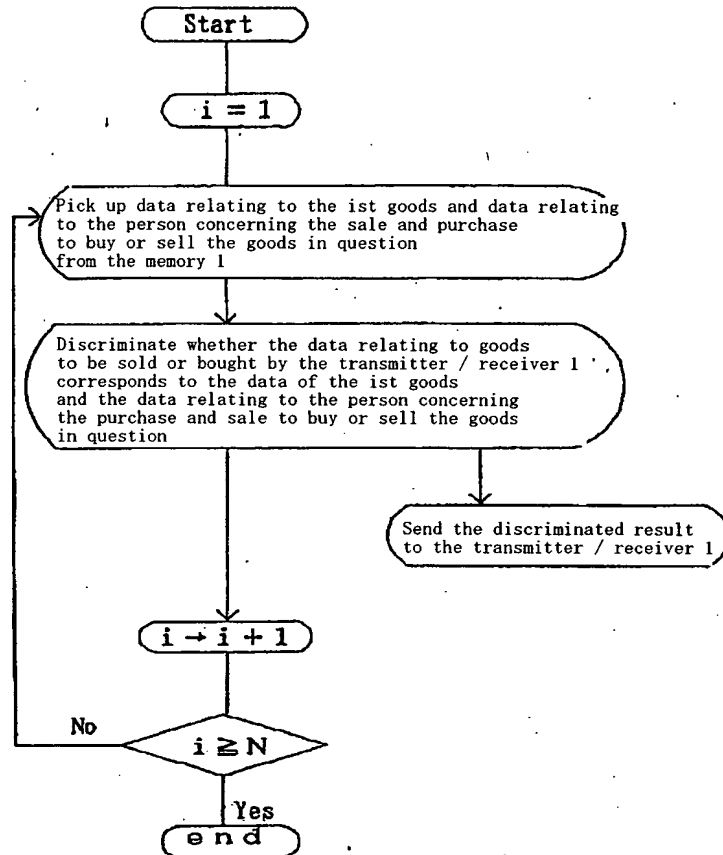 Start
i = 1
Pick up data relating to the ist goods and data relating
to the person concerning the sale and purchase
to buy or sell the goods in question
from the memory 1
Discriminate whether the data relating to goods
to be sold or bought by the transmitter / receiver 1
corresponds to the data of the ist goods
and the data relating to the person concerning
the purchase and sale to buy or sell the goods
in question
Send the discriminated result
to the transmitter / receiver 1
i → i + 1
No
i ≧ N
Yes
end